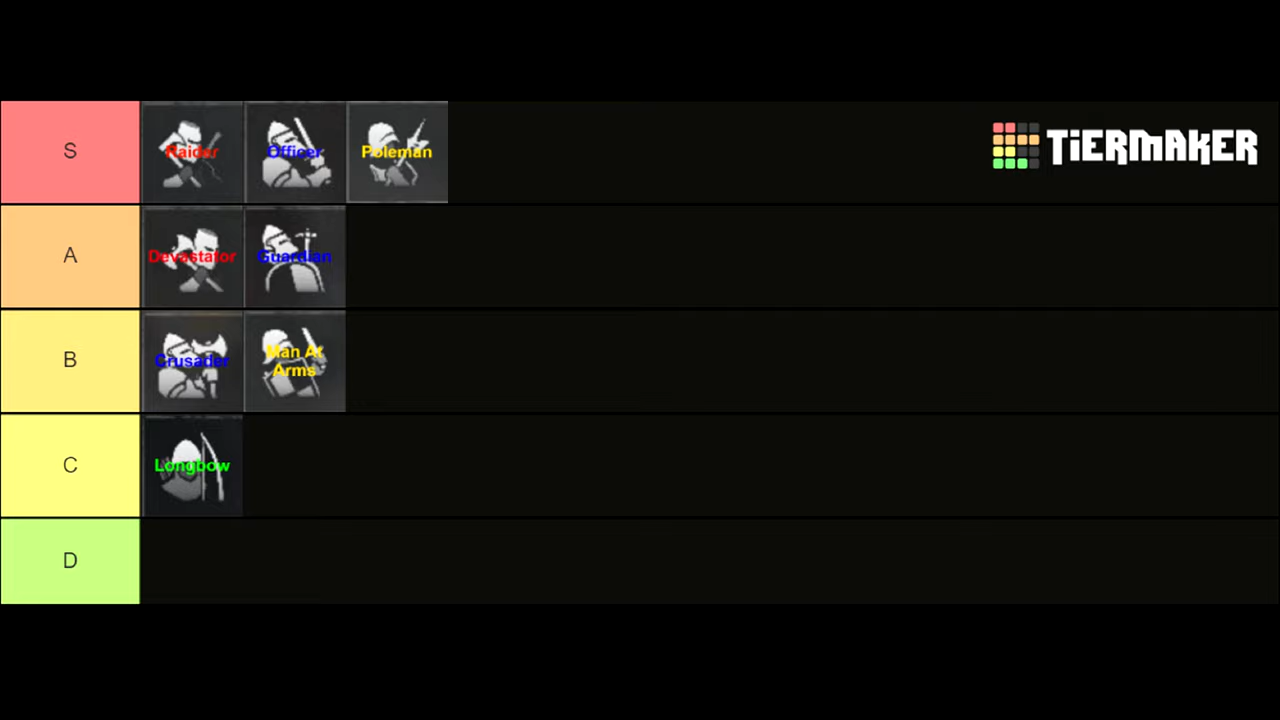 S
Raider
Officer
Poleman
TiERMAKER
A
Devastator
Guardian
B
Crusader
Man At
Arms
C
Longbow
D